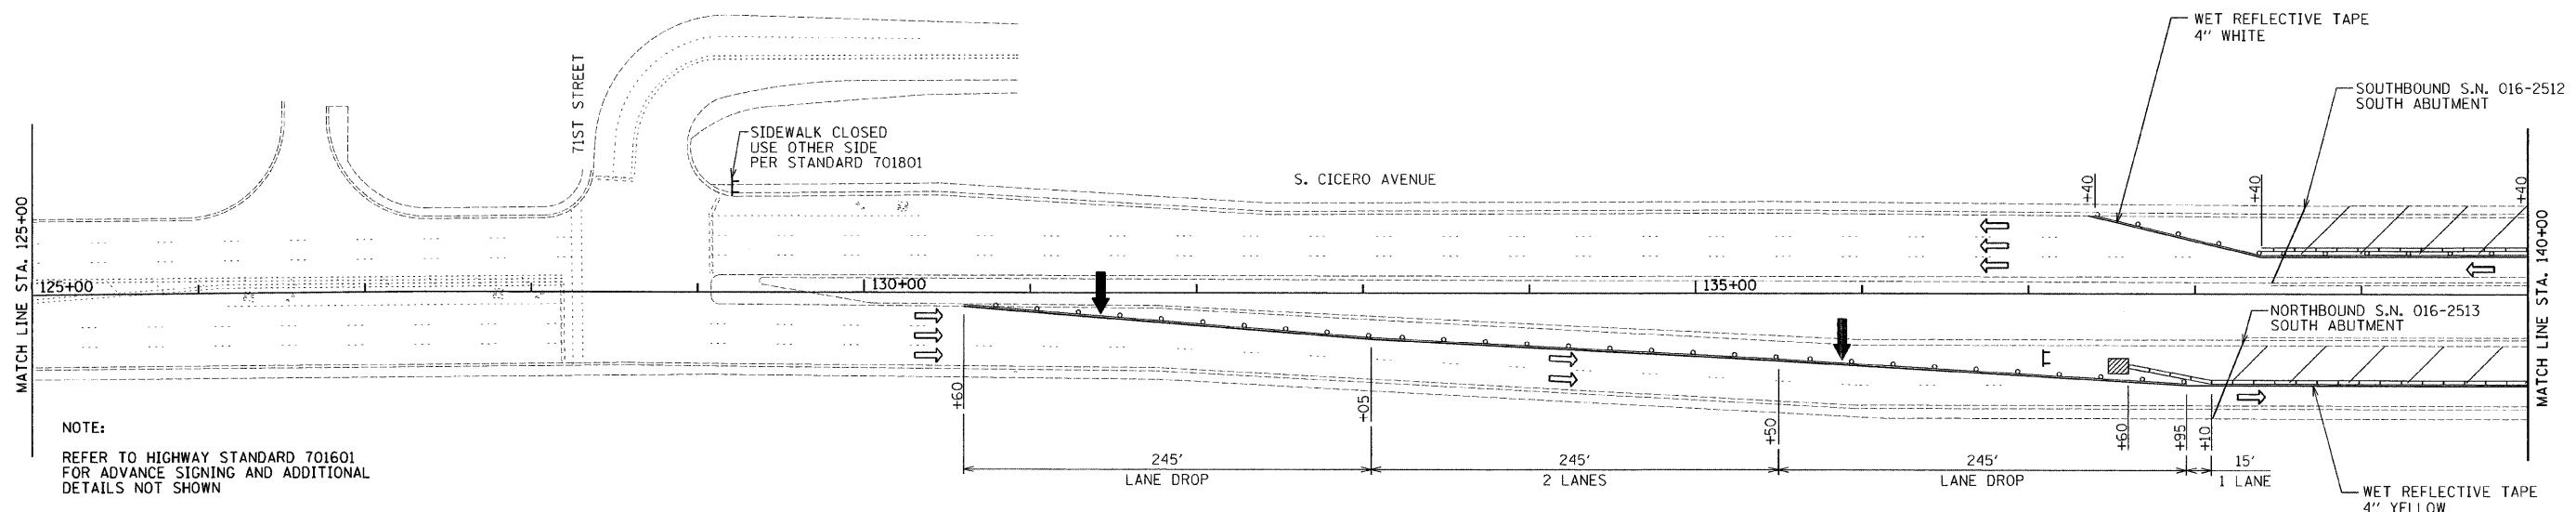 WET REFLECTIVE TAPE
4" WHITE
SOUTHBOUND S.N. 016-2512
SOUTH ABUTMENT
71ST STREET
SIDEWALK CLOSED
USE OTHER SIDE
PER STANDARD 701801
S. CICERO AVENUE
+40
+40
+40
MATCH LINE STA. 125+00
125+00
130+00
135+00
MATCH LINE STA. 140+00
NORTHBOUND S.N. 016-2513
SOUTH ABUTMENT
+60
+05
+50
+60
+95
+10
NOTE:
REFER TO HIGHWAY STANDARD 701601
FOR ADVANCE SIGNING AND ADDITIONAL
DETAILS NOT SHOWN
245'
LANE DROP
245'
2 LANES
245'
LANE DROP
15'
1 LANE
WET REFLECTIVE TAPE
4" YELLOW